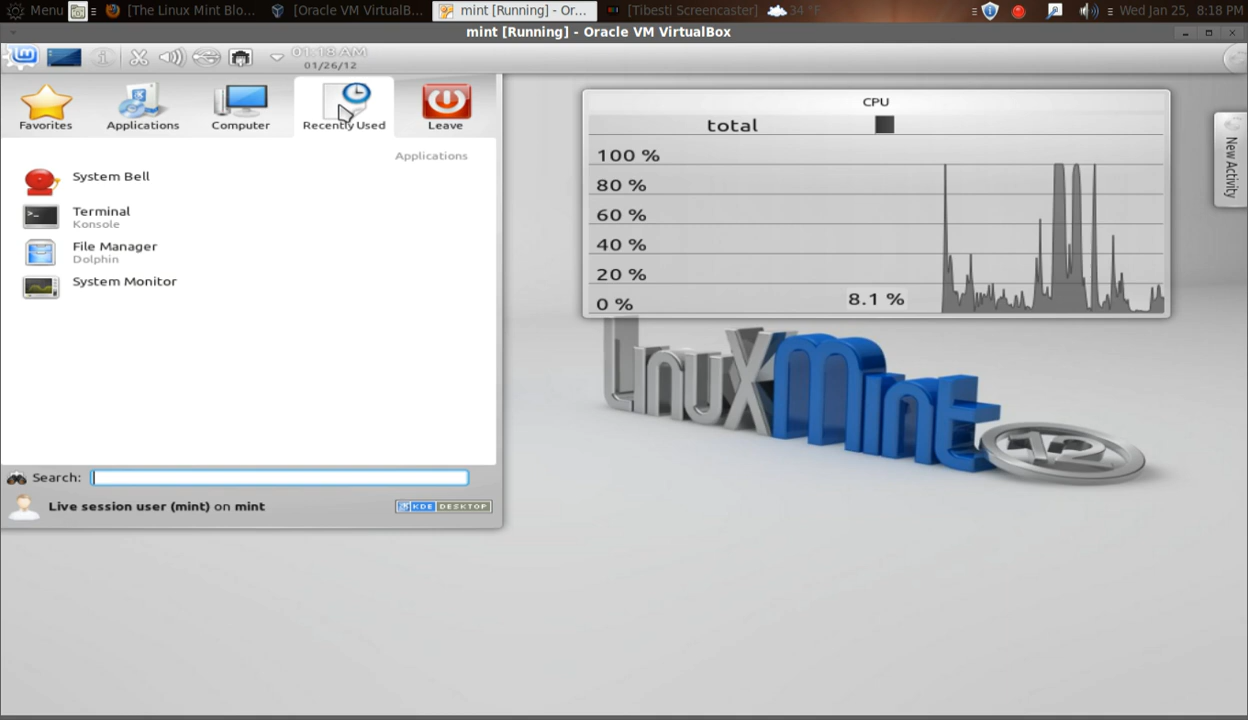 Menu [The Linux Mint Blo... [Oracle VM VirtualB... mint [Running] - Or... [Tibesti Screencaster] 34 °F Wed Jan 25, 8:18 PM
mint [Running] - Oracle VM VirtualBox
01:18 AM
01/26/12
Favorites Applications Computer Recently Used Leave
Applications
System Bell
Terminal
Konsole
File Manager
Dolphin
System Monitor
Search:
Live session user (mint) on mint KDE DESKTOP
CPU
total
100 %
80 %
60 %
40 %
20 %
0 %
8.1 %
New Activity
LinuxMint 12